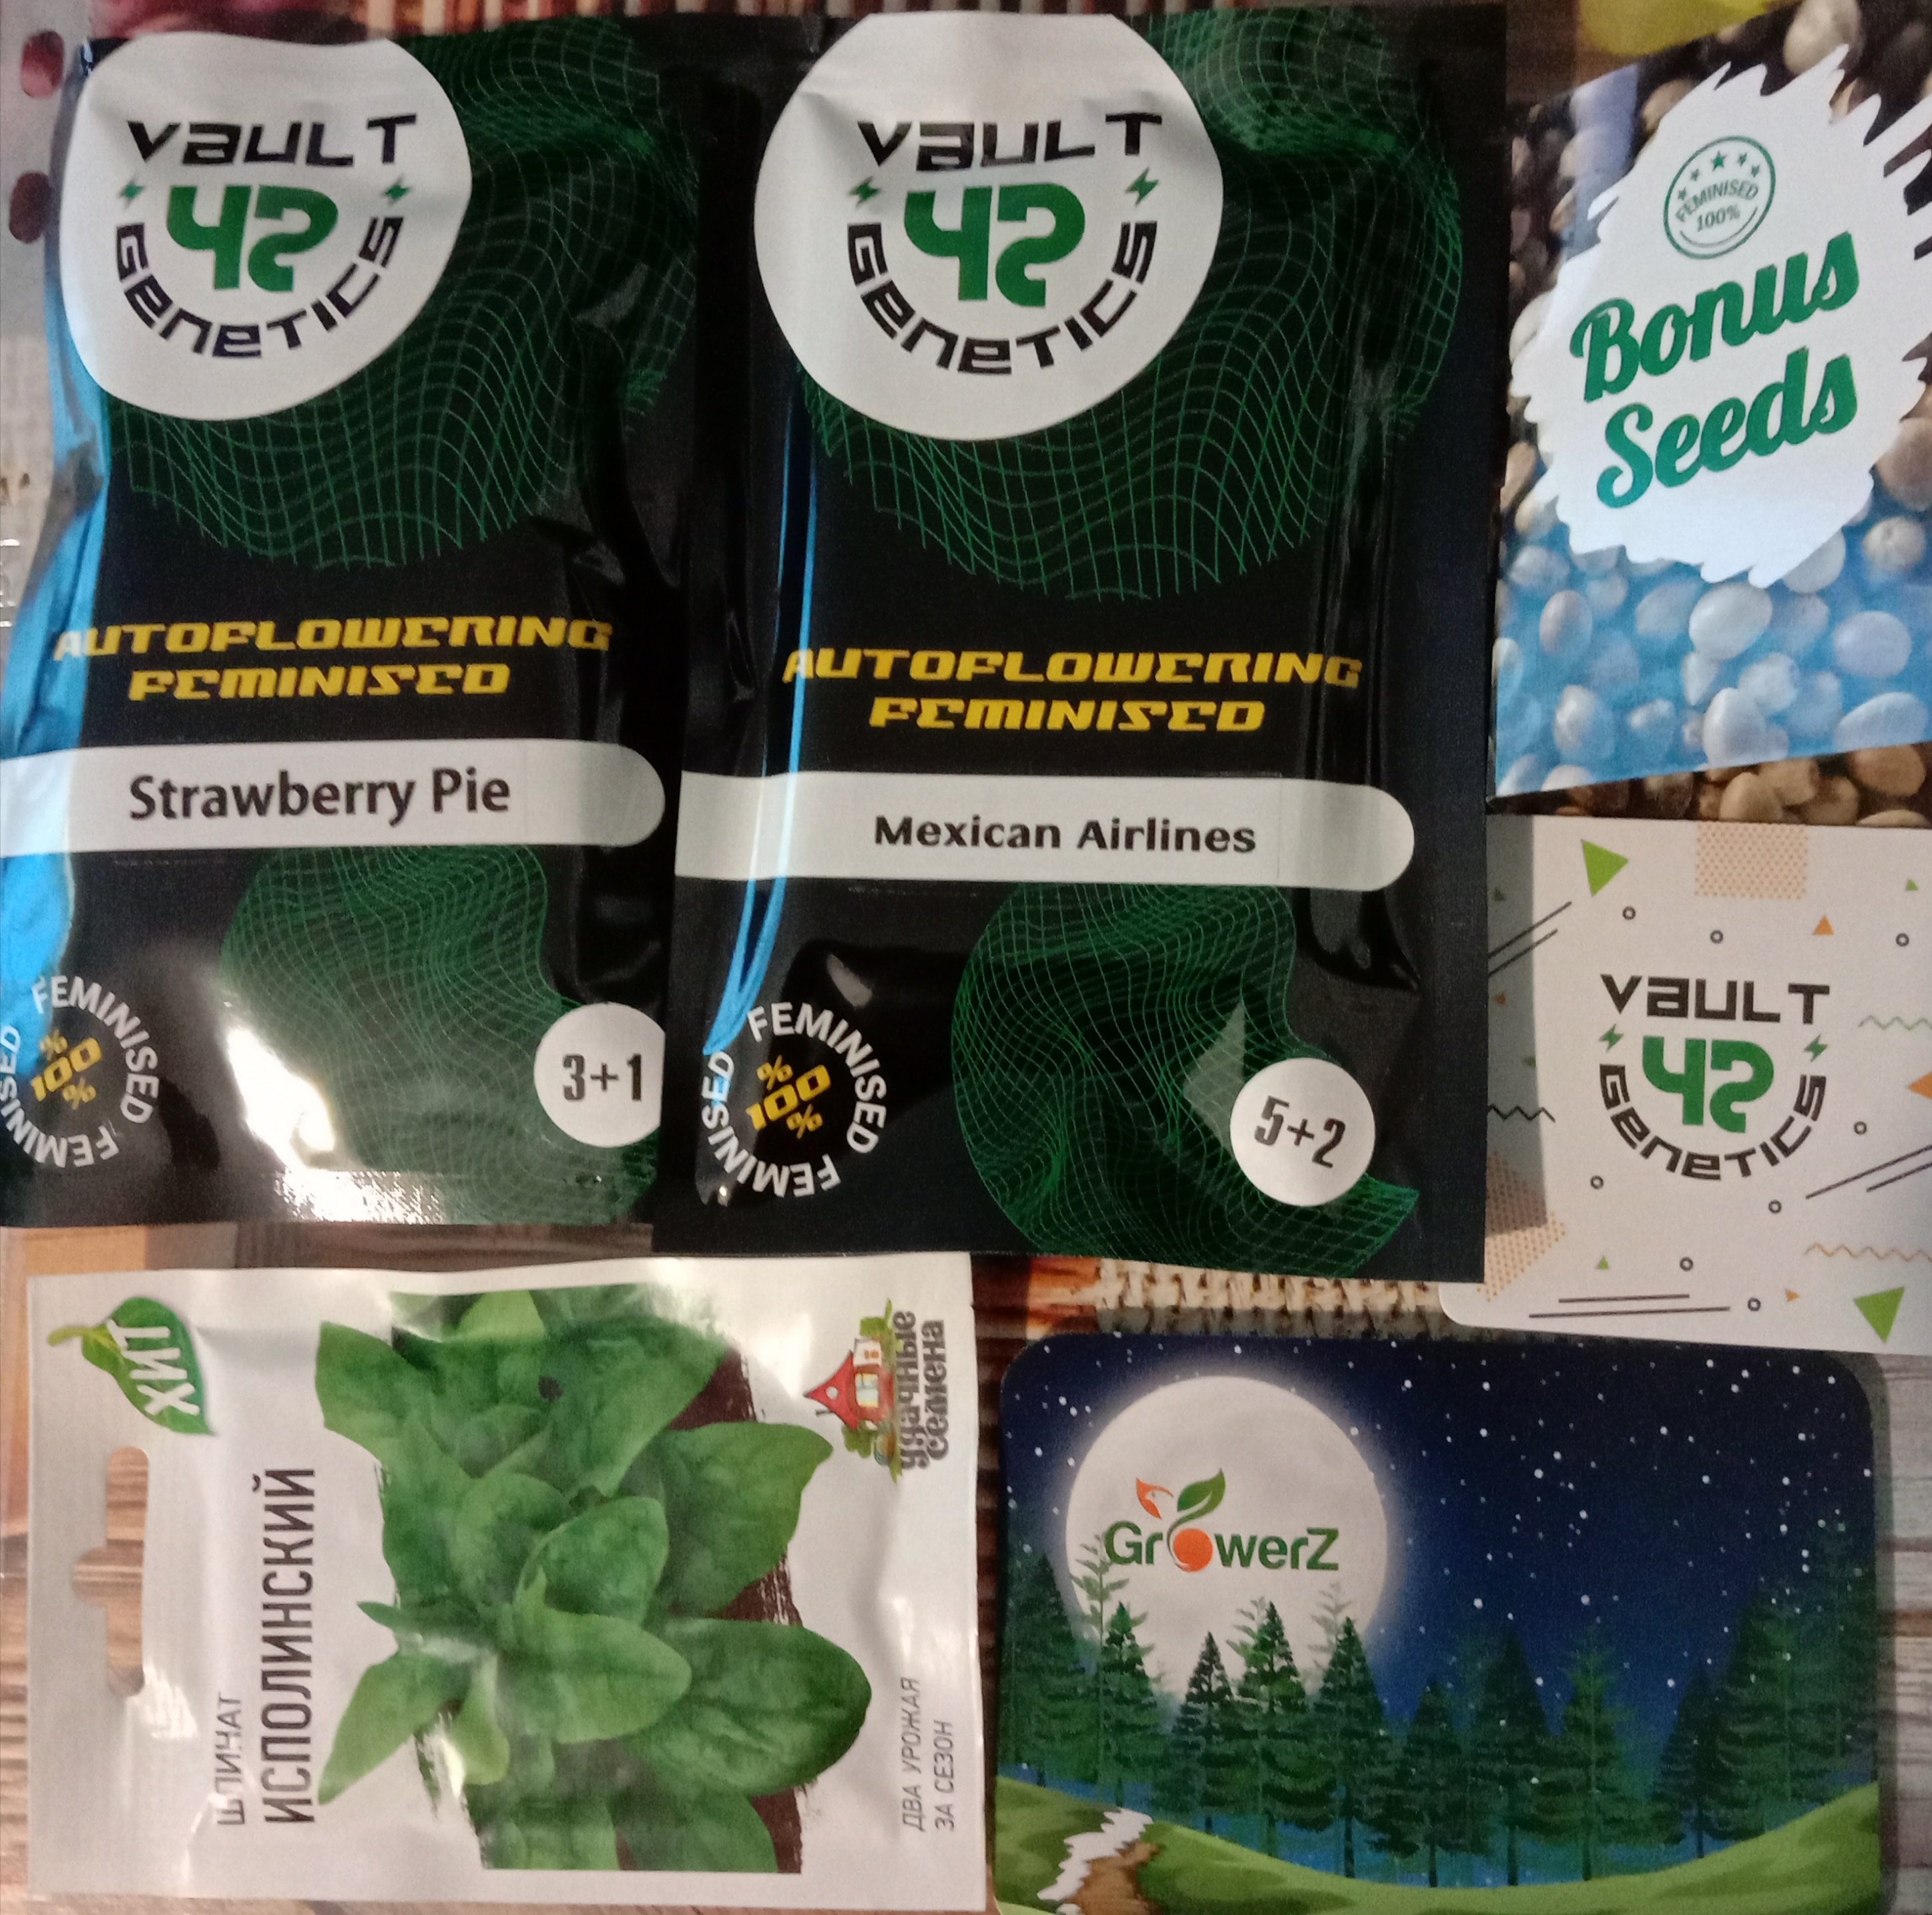 VAULT
42
GENETICS
AUTOFLOWERING
FEMINISED
Strawberry Pie
FEMINISED
% 100 %
FEMINISED
FEMINISED
3+1
VAULT
42
GENETICS
AUTOFLOWERING
FEMINISED
Mexican Airlines
FEMINISED
% 100 %
FEMINISED
FEMINISED
5+2
FEMINISED
100%
Bonus
Seeds
VAULT
42
GENETICS
ХИТ
ШПИНАТ
ИСПОЛИНСКИЙ
удачные
семена
ДВА УРОЖАЯ
ЗА СЕЗОН
GrowerZ